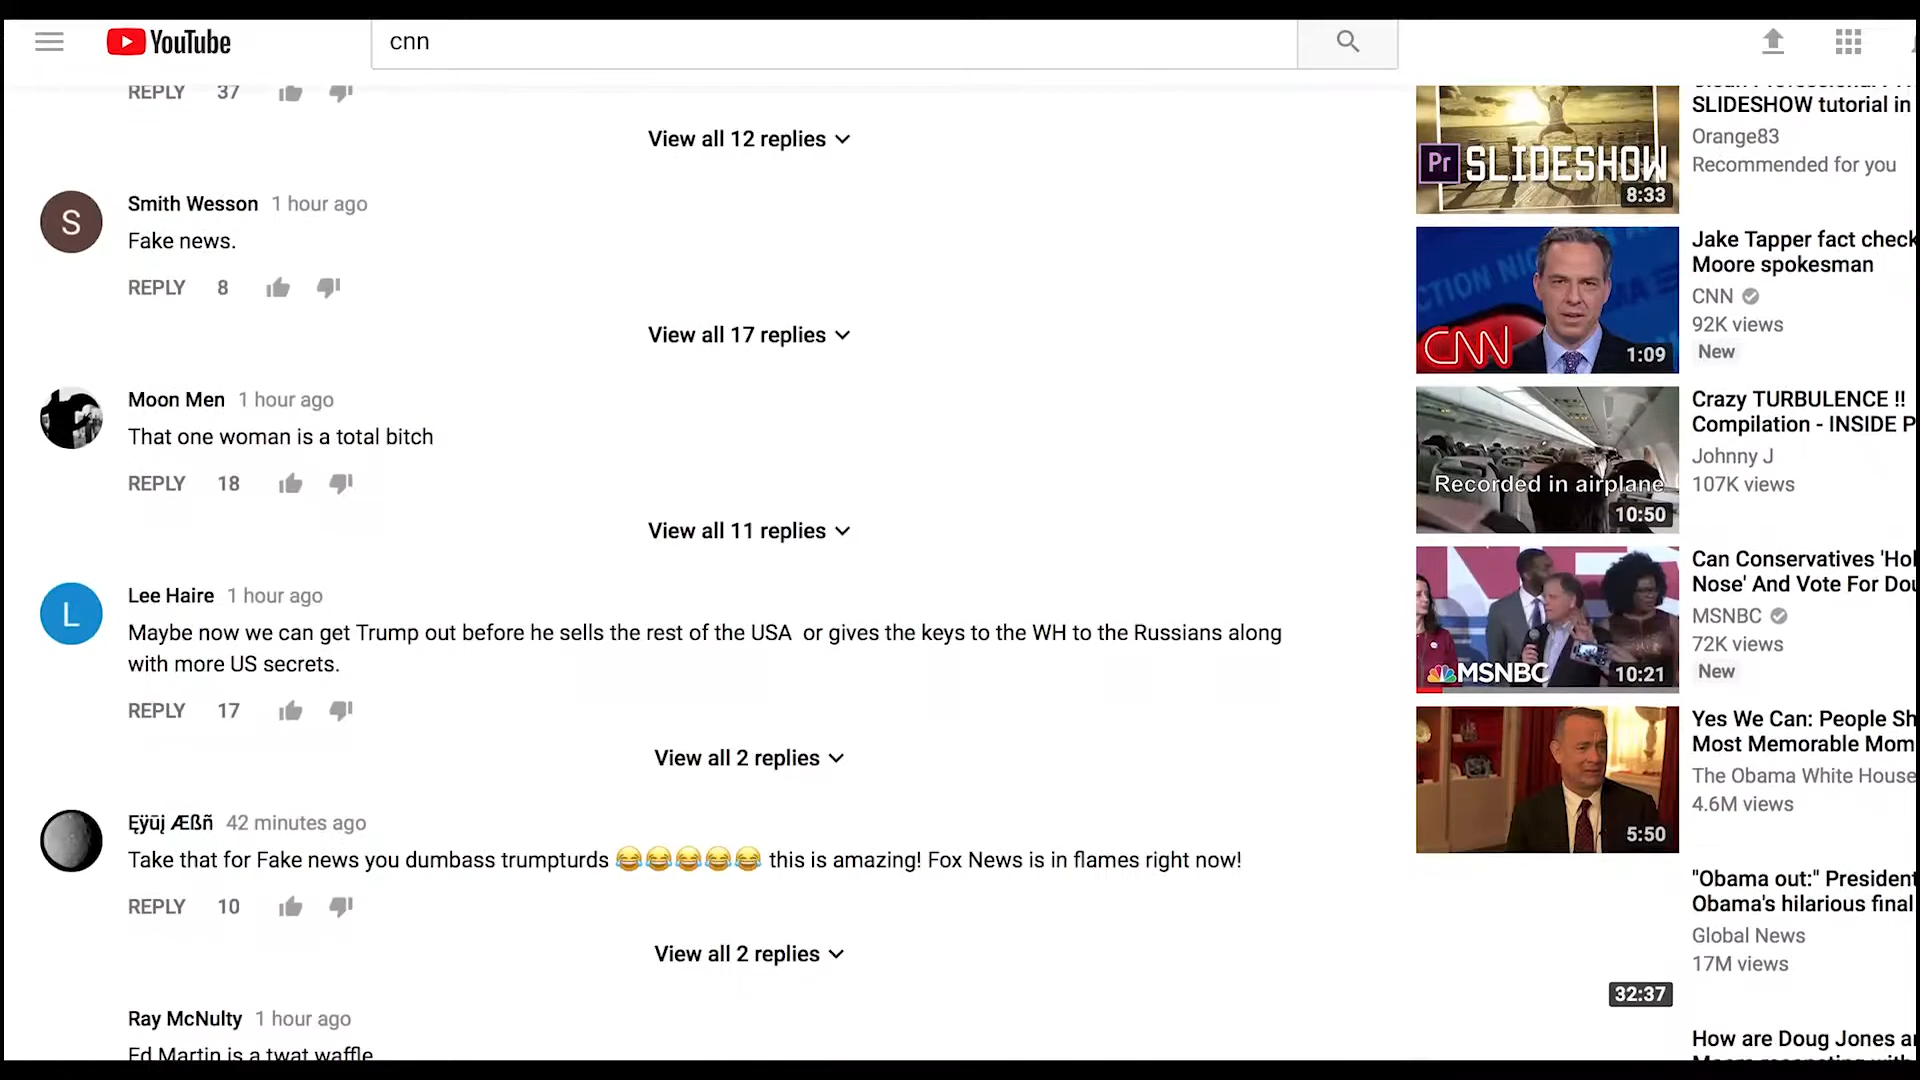 YouTube
cnn
REPLY 37
View all 12 replies
S
Smith Wesson 1 hour ago
Fake news.
REPLY 8
View all 17 replies
Moon Men 1 hour ago
That one woman is a total bitch
REPLY 18
View all 11 replies
L
Lee Haire 1 hour ago
Maybe now we can get Trump out before he sells the rest of the USA or gives the keys to the WH to the Russians along
with more US secrets.
REPLY 17
View all 2 replies
Ęÿūį Æßñ 42 minutes ago
Take that for Fake news you dumbass trumpturds 😂😂😂😂😂 this is amazing! Fox News is in flames right now!
REPLY 10
View all 2 replies
Ray McNulty 1 hour ago
Ed Martin is a twat waffle
Pr SLIDESHOW
8:33
SLIDESHOW tutorial in
Orange83
Recommended for you
CNN
1:09
Jake Tapper fact check
Moore spokesman
CNN
92K views
New
Recorded in airplane
10:50
Crazy TURBULENCE !!
Compilation - INSIDE P
Johnny J
107K views
MSNBC
10:21
Can Conservatives 'Hol
Nose' And Vote For Dou
MSNBC
72K views
New
5:50
Yes We Can: People Sh
Most Memorable Mom
The Obama White House
4.6M views
32:37
"Obama out:" President
Obama's hilarious final
Global News
17M views
How are Doug Jones a